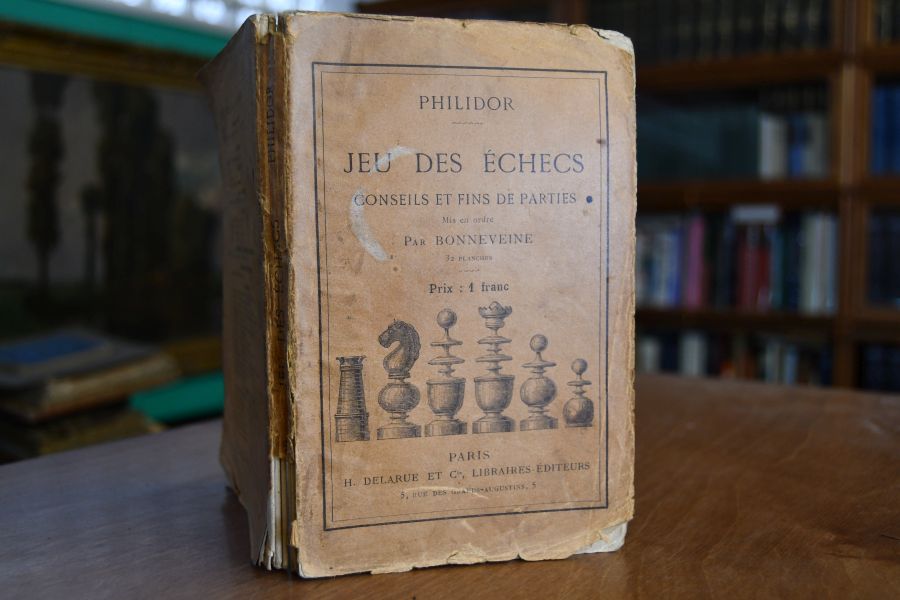 PHILIDOR
JEU DES ÉCHECS
CONSEILS ET FINS DE PARTIES
Mis en ordre
PAR BONNEVEINE
32 PLANCHES
Prix : 1 franc
PARIS
H. DELARUE ET Cie, LIBRAIRES-ÉDITEURS
5, RUE DES GRANDS-AUGUSTINS, 5
PHILIDOR